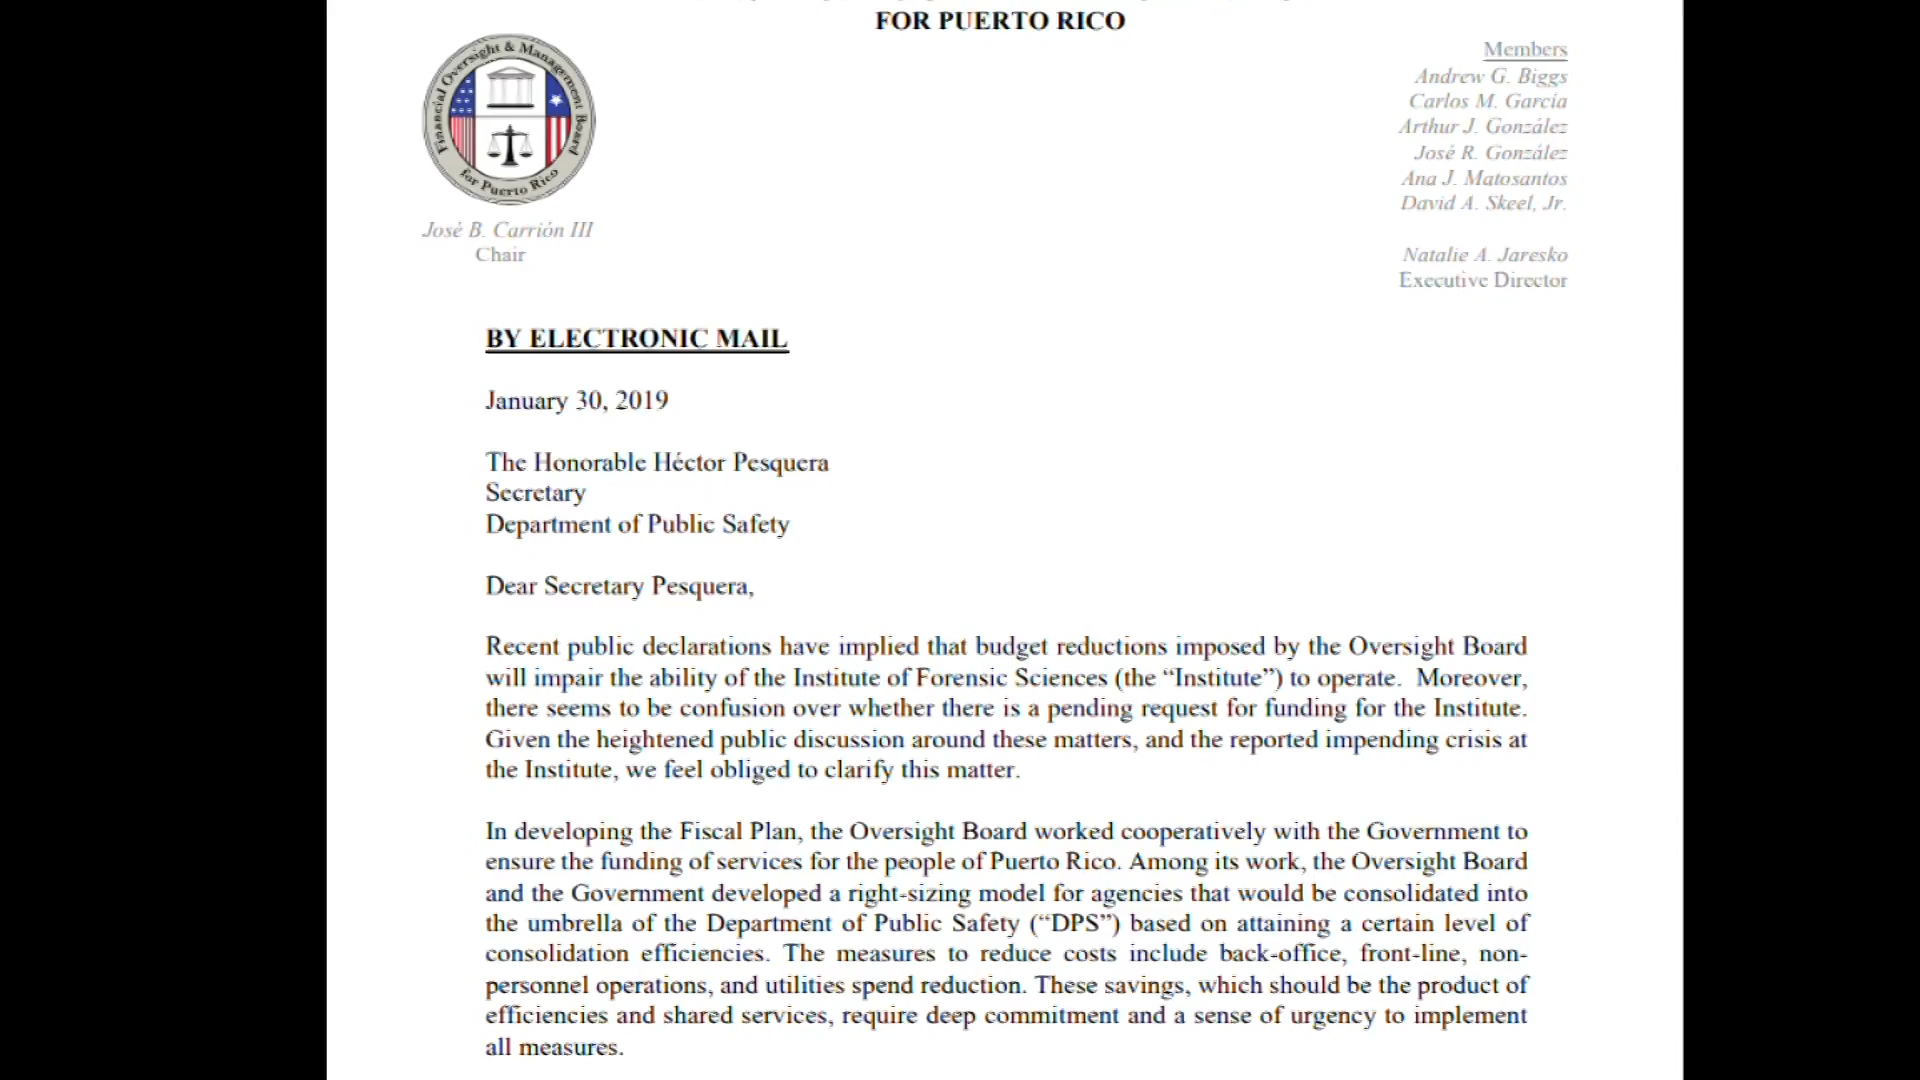 FOR PUERTO RICO
Financial Oversight & Management Board
for Puerto Rico
José B. Carrión III
Chair
Members
Andrew G. Biggs
Carlos M. García
Arthur J. González
José R. González
Ana J. Matosantos
David A. Skeel, Jr.
Natalie A. Jaresko
Executive Director
BY ELECTRONIC MAIL
January 30, 2019
The Honorable Héctor Pesquera
Secretary
Department of Public Safety
Dear Secretary Pesquera,
Recent public declarations have implied that budget reductions imposed by the Oversight Board
will impair the ability of the Institute of Forensic Sciences (the “Institute”) to operate. Moreover,
there seems to be confusion over whether there is a pending request for funding for the Institute.
Given the heightened public discussion around these matters, and the reported impending crisis at
the Institute, we feel obliged to clarify this matter.
In developing the Fiscal Plan, the Oversight Board worked cooperatively with the Government to
ensure the funding of services for the people of Puerto Rico. Among its work, the Oversight Board
and the Government developed a right-sizing model for agencies that would be consolidated into
the umbrella of the Department of Public Safety (“DPS”) based on attaining a certain level of
consolidation efficiencies. The measures to reduce costs include back-office, front-line, non-
personnel operations, and utilities spend reduction. These savings, which should be the product of
efficiencies and shared services, require deep commitment and a sense of urgency to implement
all measures.